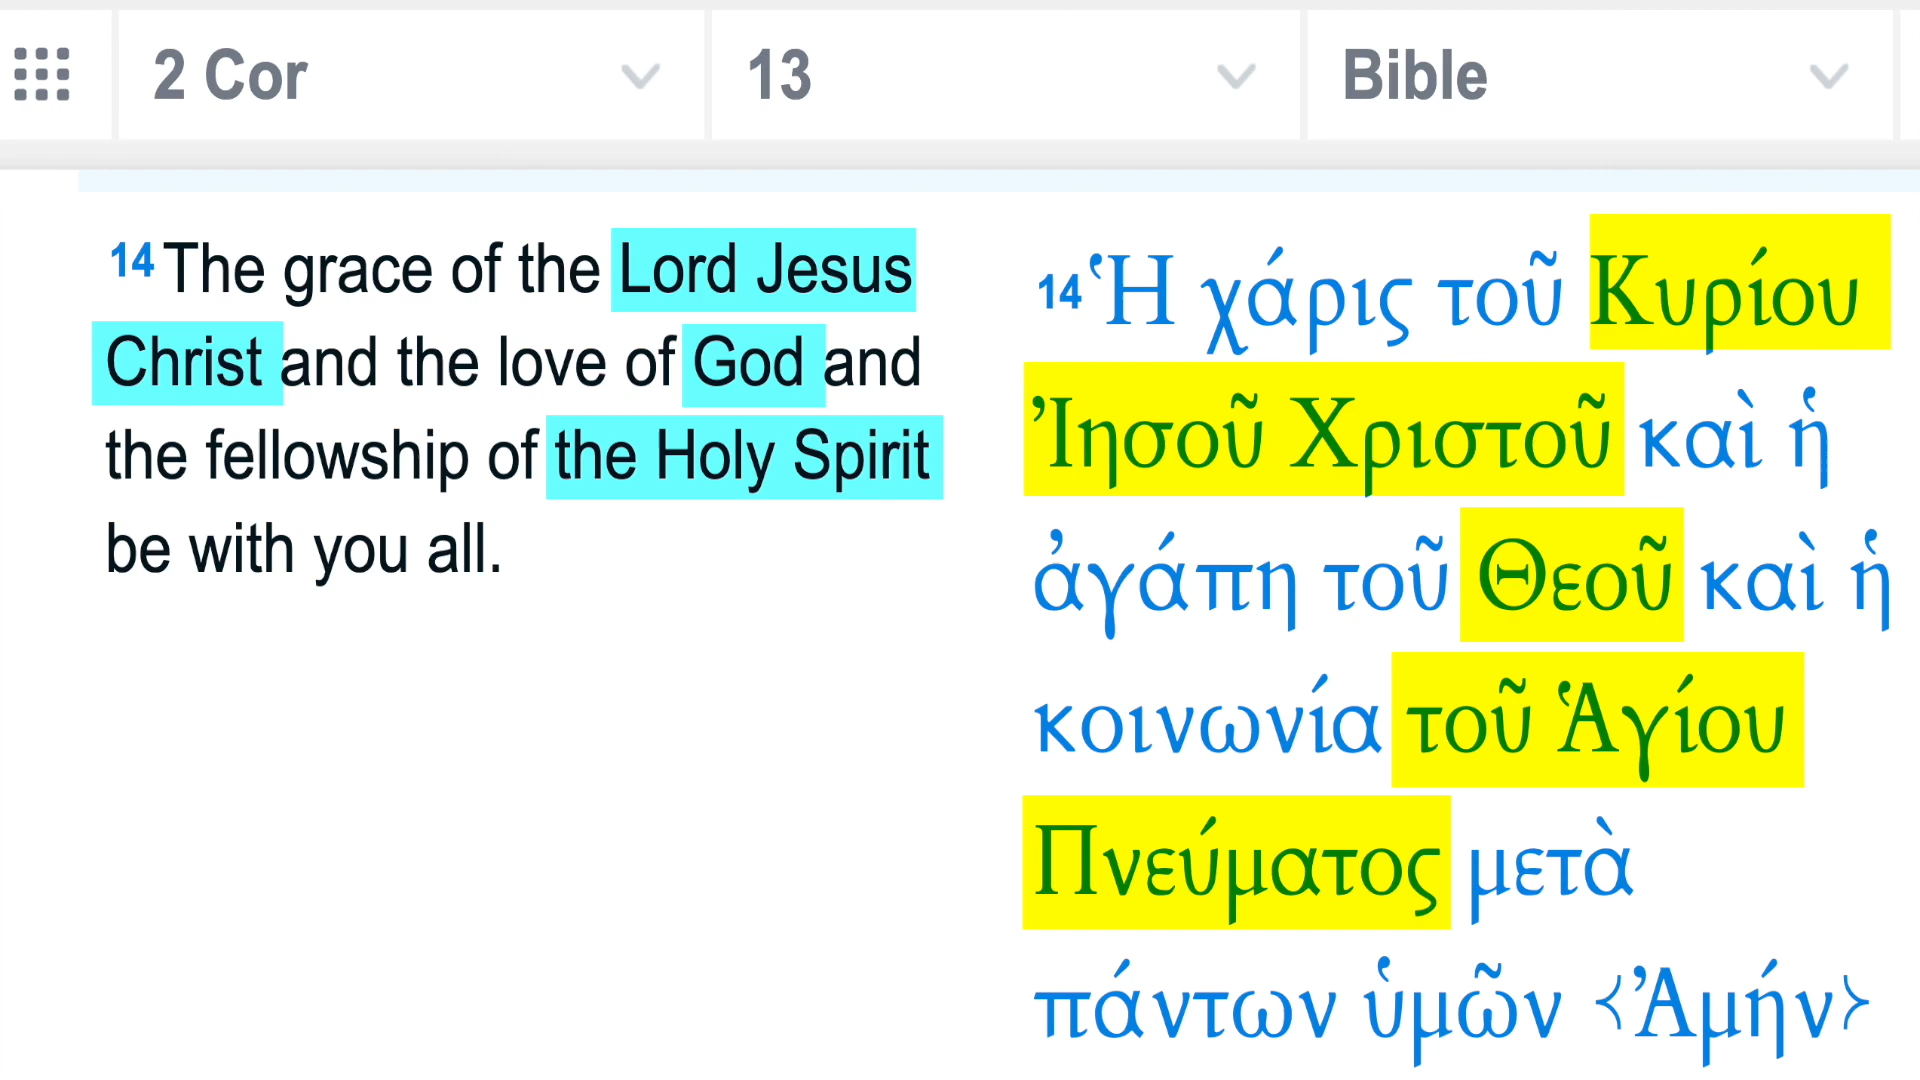 2 Cor
13
Bible
14 The grace of the Lord Jesus
Christ and the love of God and
the fellowship of the Holy Spirit
be with you all.
14 Ἡ χάρις τοῦ Κυρίου
Ἰησοῦ Χριστοῦ καὶ ἡ
ἀγάπη τοῦ Θεοῦ καὶ ἡ
κοινωνία τοῦ Ἁγίου
Πνεύματος μετὰ
πάντων ὑμῶν ⧼Ἀμήν⧽